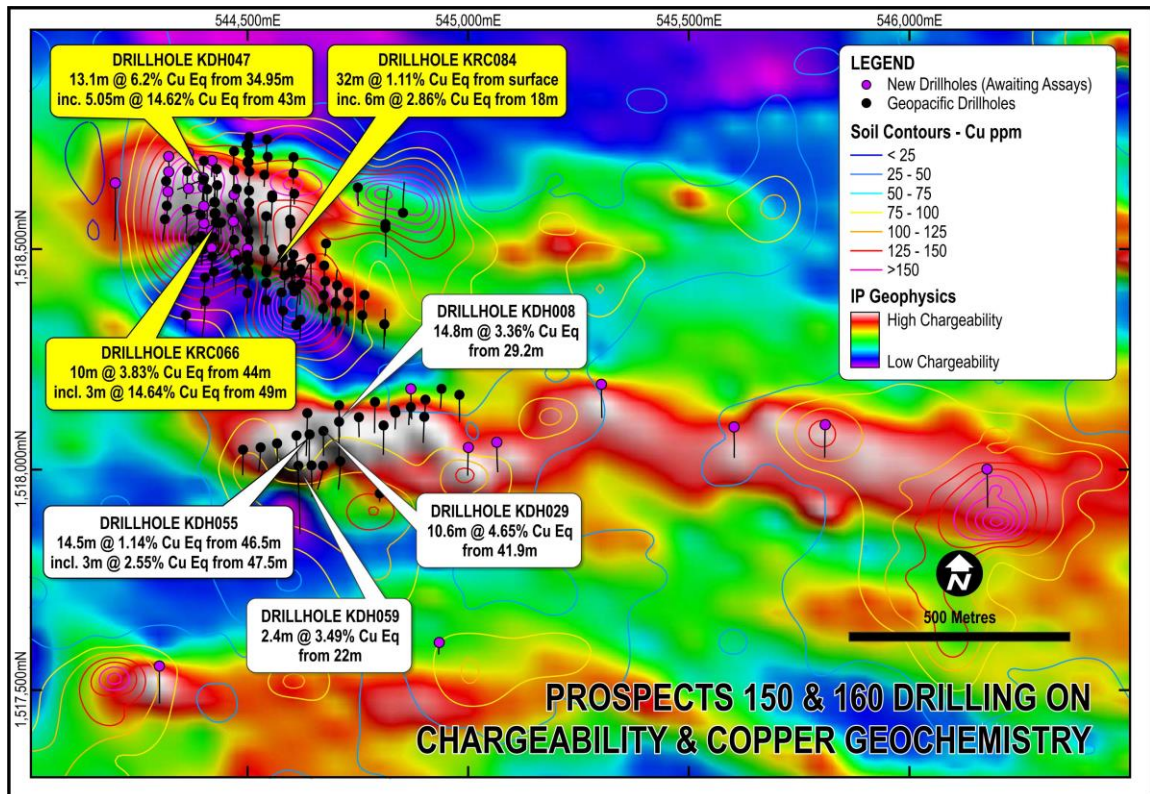 544,500mE
545,000mE
545,500mE
546,000mE
DRILLHOLE KDH047
13.1m @ 6.2% Cu Eq from 34.95m
inc. 5.05m @ 14.62% Cu Eq from 43m
DRILLHOLE KRC084
32m @ 1.11% Cu Eq from surface
inc. 6m @ 2.86% Cu Eq from 18m
LEGEND
New Drillholes (Awaiting Assays)
Geopacific Drillholes
Soil Contours - Cu ppm
< 25
25 - 50
50 - 75
75 - 100
100 - 125
125 - 150
>150
IP Geophysics
High Chargeability
Low Chargeability
1,518,500mN
DRILLHOLE KRC066
10m @ 3.83% Cu Eq from 44m
incl. 3m @ 14.64% Cu Eq from 49m
DRILLHOLE KDH008
14.8m @ 3.36% Cu Eq
from 29.2m
1,518,000mN
DRILLHOLE KDH055
14.5m @ 1.14% Cu Eq from 46.5m
incl. 3m @ 2.55% Cu Eq from 47.5m
DRILLHOLE KDH029
10.6m @ 4.65% Cu Eq
from 41.9m
DRILLHOLE KDH059
2.4m @ 3.49% Cu Eq
from 22m
N
500 Metres
1,517,500mN
PROSPECTS 150 & 160 DRILLING ON
CHARGEABILITY & COPPER GEOCHEMISTRY